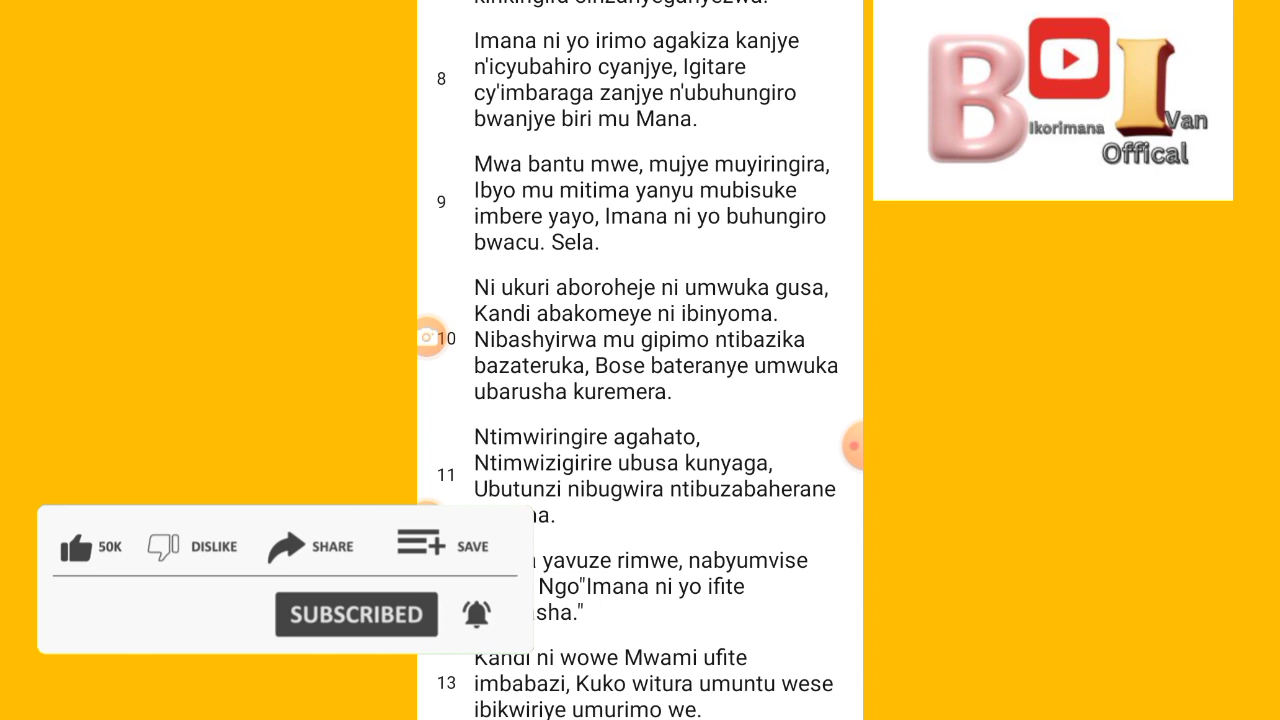 8
Imana ni yo irimo agakiza kanjye
n'icyubahiro cyanjye, Igitare
cy'imbaraga zanjye n'ubuhungiro
bwanjye biri mu Mana.
9
Mwa bantu mwe, mujye muyiringira,
Ibyo mu mitima yanyu mubisuke
imbere yayo, Imana ni yo buhungiro
bwacu. Sela.
10
Ni ukuri aboroheje ni umwuka gusa,
Kandi abakomeye ni ibinyoma.
Nibashyirwa mu gipimo ntibazika
bazateruka, Bose bateranye umwuka
ubarusha kuremera.
11
Ntimwiringire agahato,
Ntimwizigirire ubusa kunyaga,
Ubutunzi nibugwira ntibuzabaherane
yavuze rimwe, nabyumvise
Ngo"Imana ni yo ifite
13
Kandi ni wowe Mwami ufite
imbabazi, Kuko witura umuntu wese
ibikwiriye umurimo we.
B I
Ikorimana
Van
Offical
50K DISLIKE SHARE SAVE
SUBSCRIBED